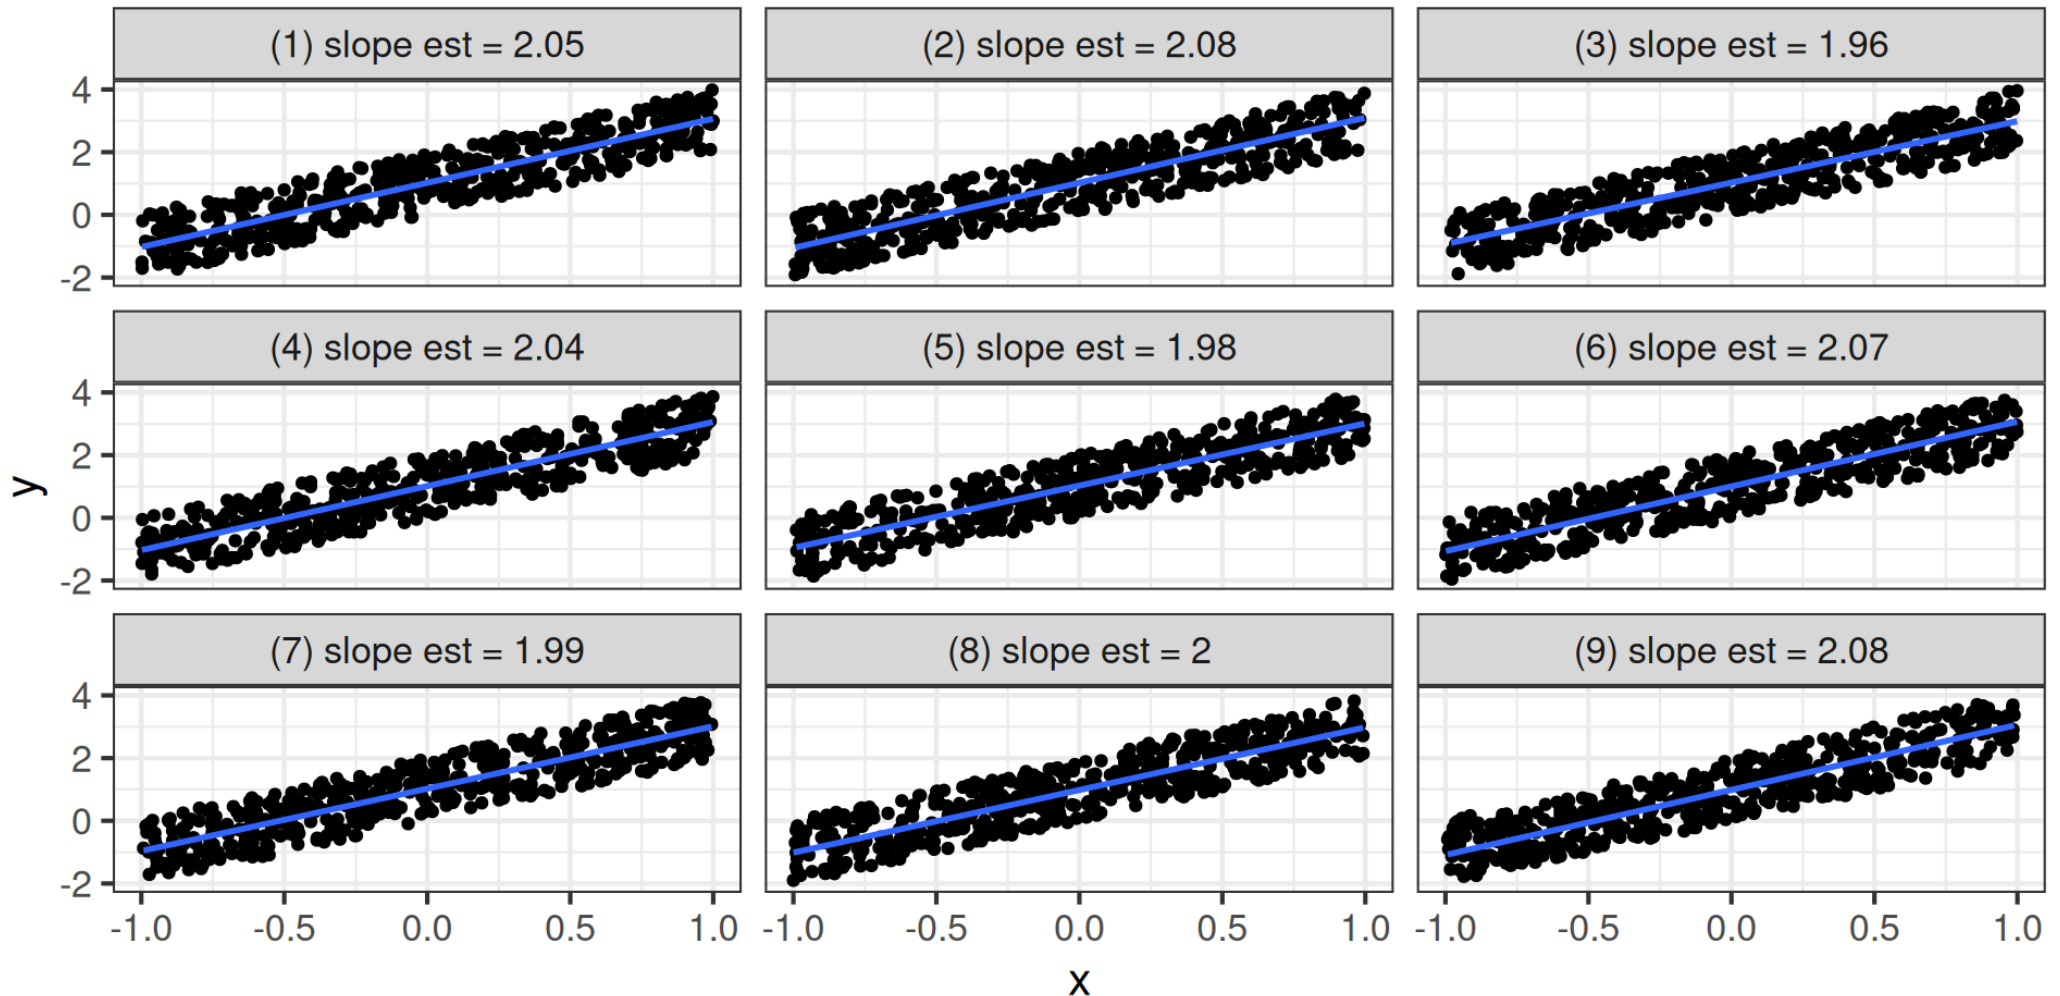 (1) slope est = 2.05
(2) slope est = 2.08
(3) slope est = 1.96
4
2
0
-2
(4) slope est = 2.04
(5) slope est = 1.98
(6) slope est = 2.07
4
2
0
-2
y
(7) slope est = 1.99
(8) slope est = 2
(9) slope est = 2.08
4
2
0
-2
-1.0 -0.5 0.0 0.5 1.0 -1.0 -0.5 0.0 0.5 1.0 -1.0 -0.5 0.0 0.5 1.0
x